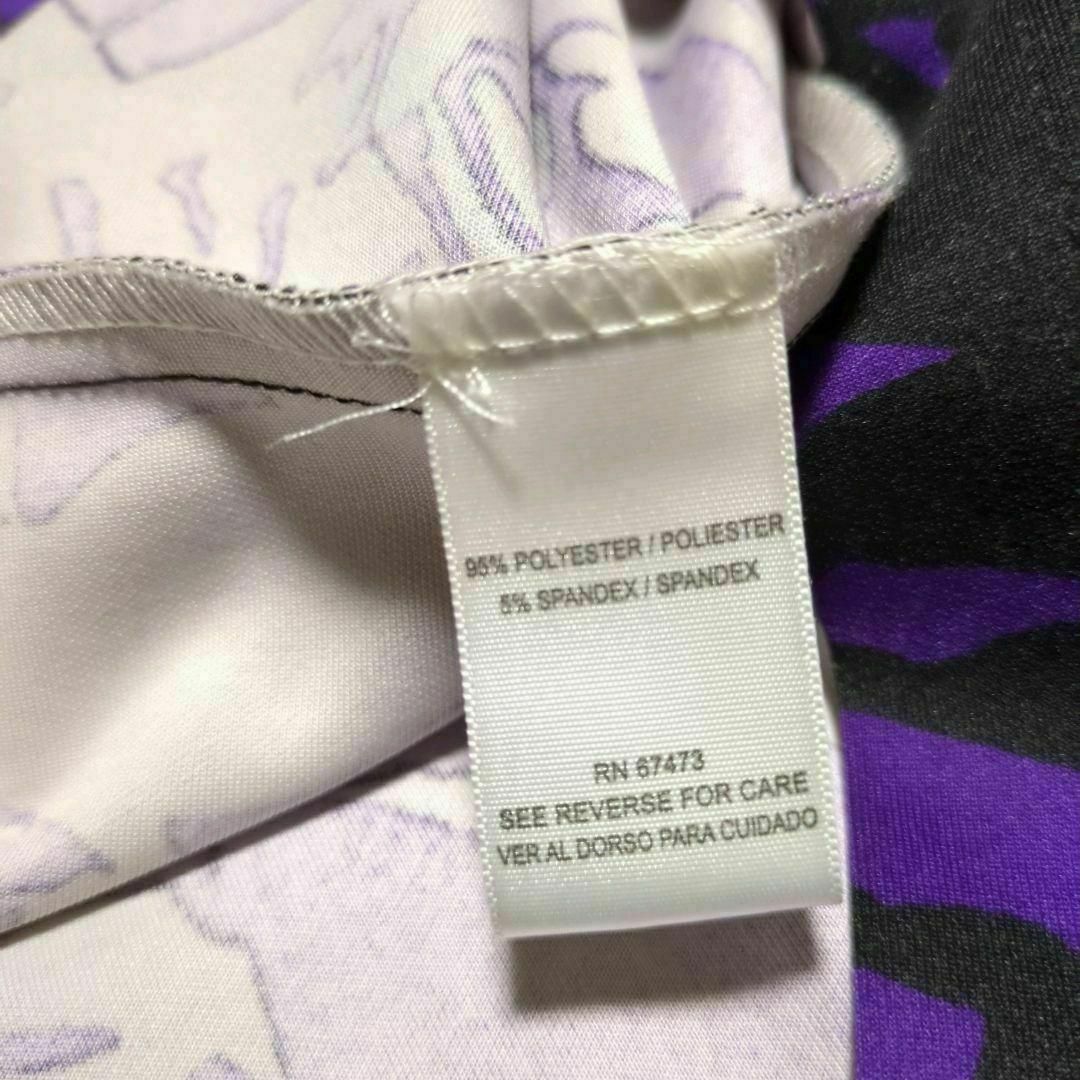 95% POLYESTER / POLIESTER
5% SPANDEX / SPANDEX
RN 67473
SEE REVERSE FOR CARE
VER AL DORSO PARA CUIDADO